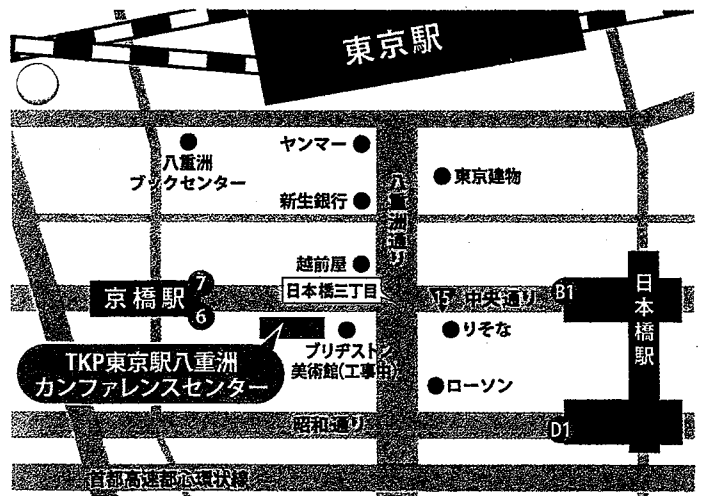 東京駅
ヤンマー
八重洲
ブックセンター
東京建物
新生銀行
八重洲通り
越前屋
日本橋三丁目
京橋駅
7
6
15
中央通り
B1
日本橋駅
りそな
ブリヂストン
美術館(工事中)
TKP東京駅八重洲
カンファレンスセンター
ローソン
昭和通り
D1
首都高速都心環状線